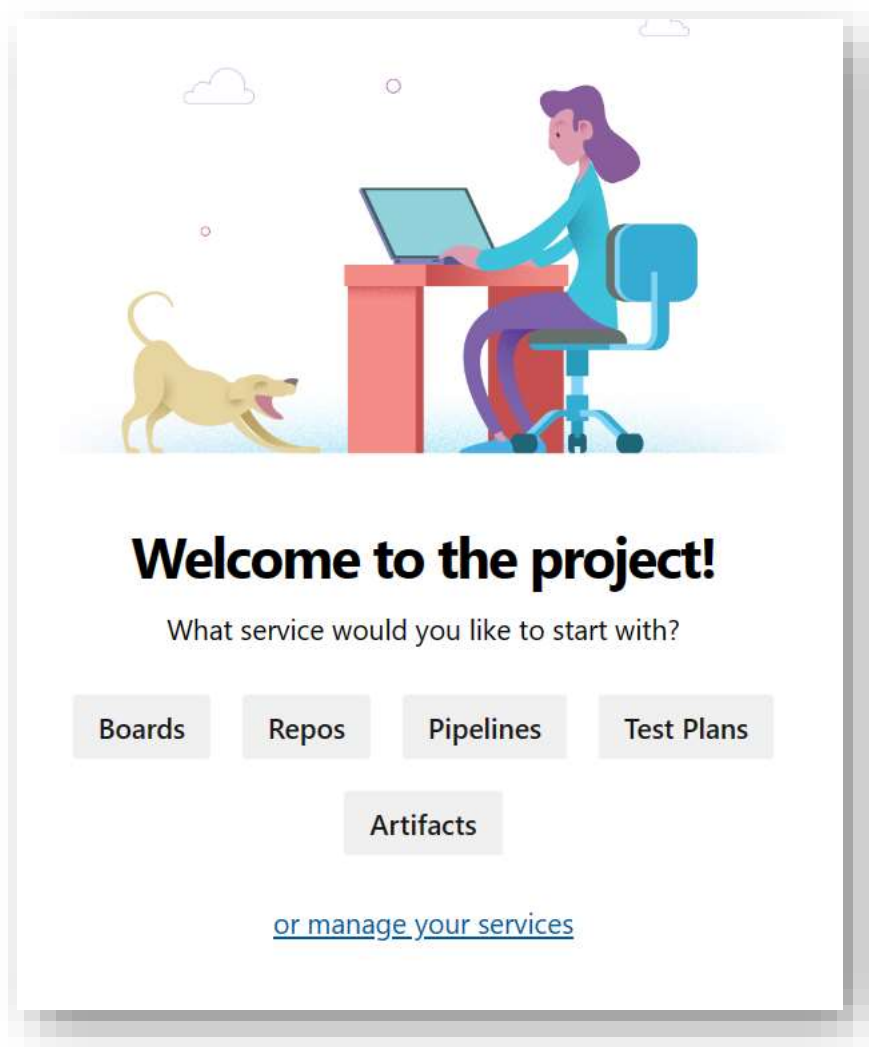 Welcome to the project!
What service would you like to start with?
Boards Repos Pipelines Test Plans
Artifacts
or manage your services